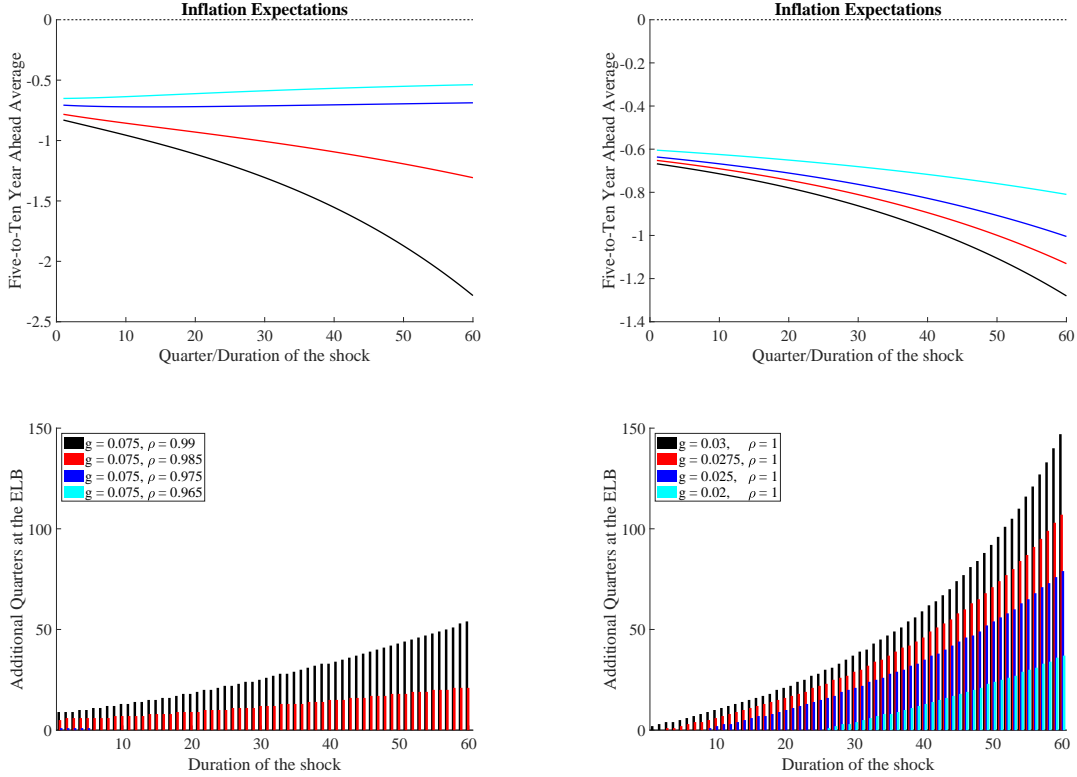 Inflation Expectations
Five-to-Ten Year Ahead Average
0
-0.5
-1
-1.5
-2
-2.5
0 10 20 30 40 50 60
Quarter/Duration of the shock
Inflation Expectations
Five-to-Ten Year Ahead Average
0
-0.2
-0.4
-0.6
-0.8
-1
-1.2
-1.4
0 10 20 30 40 50 60
Quarter/Duration of the shock
Additional Quarters at the ELB
150
100
50
0
g = 0.075, ρ = 0.99
g = 0.075, ρ = 0.985
g = 0.075, ρ = 0.975
g = 0.075, ρ = 0.965
10 20 30 40 50 60
Duration of the shock
Additional Quarters at the ELB
150
100
50
0
g = 0.03, ρ = 1
g = 0.0275, ρ = 1
g = 0.025, ρ = 1
g = 0.02, ρ = 1
10 20 30 40 50 60
Duration of the shock